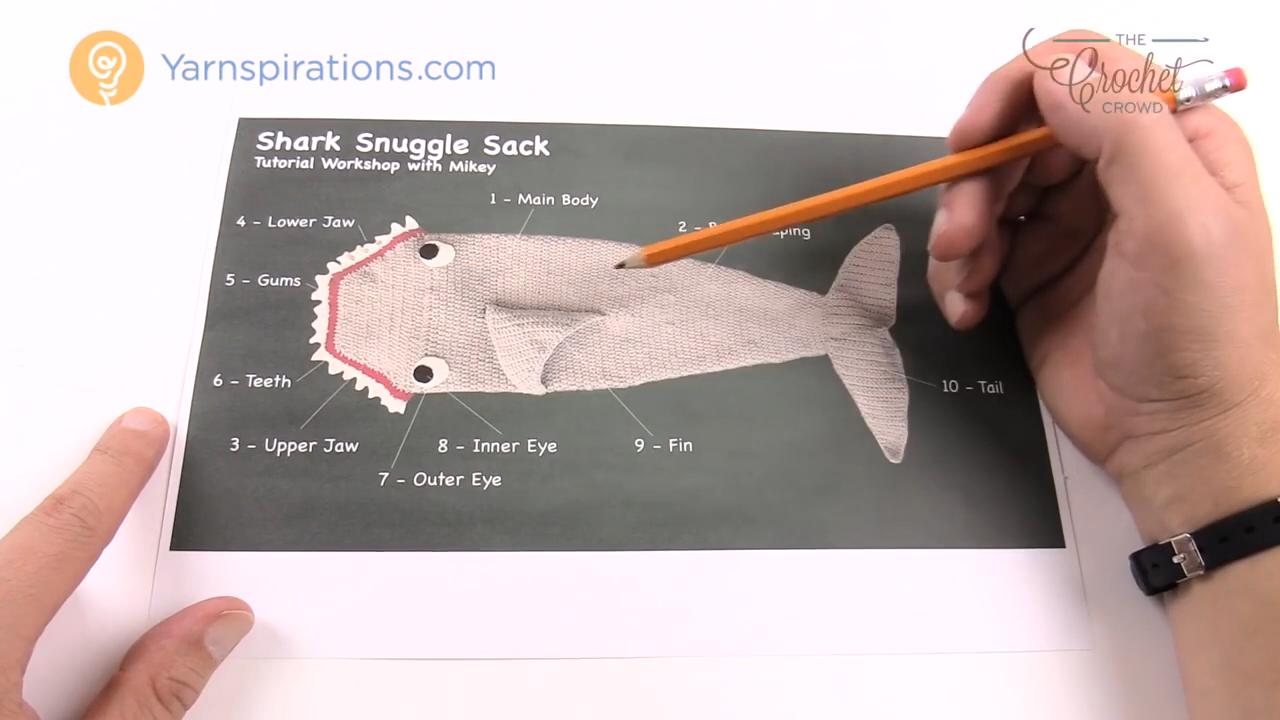 Yarnspirations.com
THE
Crochet
CROWD
Shark Snuggle Sack
Tutorial Workshop with Mikey
1 - Main Body
4 - Lower Jaw
2 -
5 - Gums
6 - Teeth
10 - Tail
3 - Upper Jaw
8 - Inner Eye
9 - Fin
7 - Outer Eye